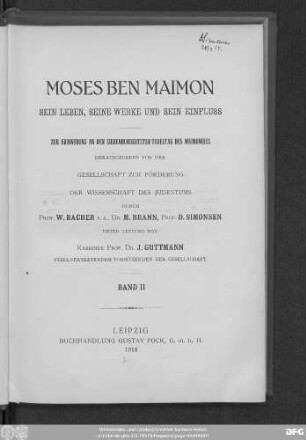 MOSES BEN MAIMON
SEIN LEBEN, SEINE WERKE UND SEIN EINFLUSS
ZUR ERINNERUNG AN DEN SIEBENHUNDERTSTEN TODESTAG DES MAIMONIDES
HERAUSGEGEBEN VON DER
GESELLSCHAFT ZUR FÖRDERUNG
DER WISSENSCHAFT DES JUDENTUMS
DURCH
PROF. W. BACHER U. A., DR. M. BRANN, PROF. D. SIMONSEN
UNTER LEITUNG VON
RABBINER PROF. DR. J. GUTTMANN
STELLVERTRETENDEM VORSITZENDEN DER GESELLSCHAFT
BAND II
LEIPZIG
BUCHHANDLUNG GUSTAV FOCK, G. m. b. H.
DFG